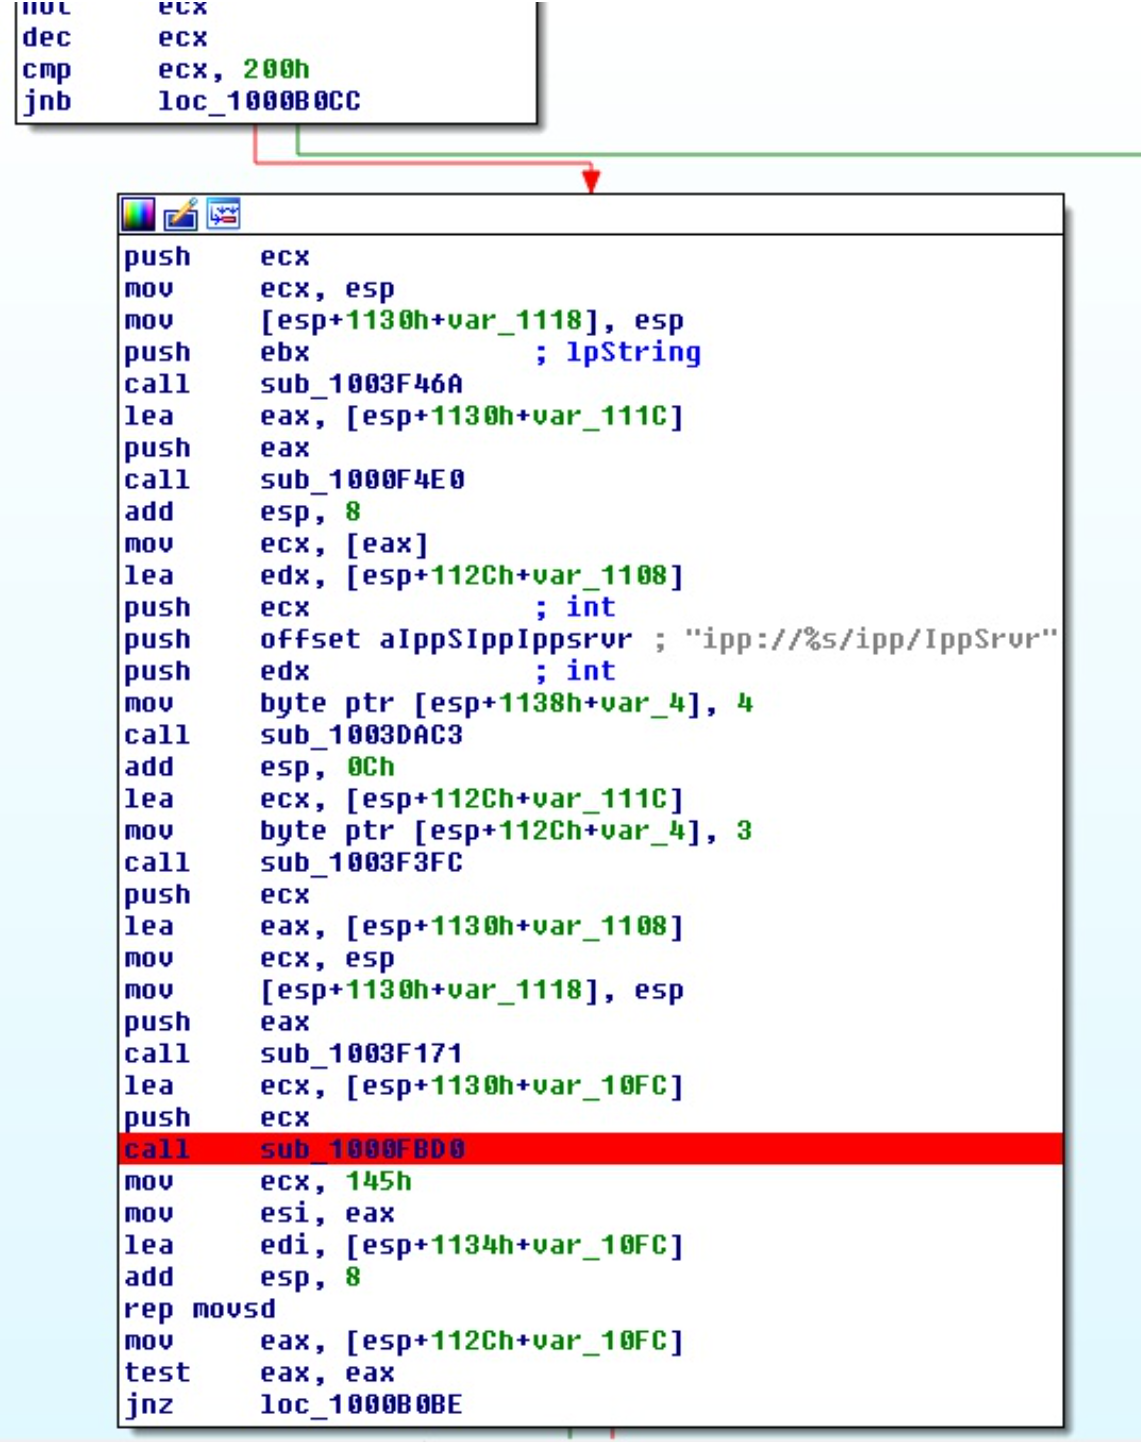 not ecx
dec ecx
cmp ecx, 200h
jnb loc_1000B0CC
push ecx
mov ecx, esp
mov [esp+1130h+var_1118], esp
push ebx ; lpString
call sub_1003F46A
lea eax, [esp+1130h+var_111C]
push eax
call sub_1000F4E0
add esp, 8
mov ecx, [eax]
lea edx, [esp+112Ch+var_1108]
push ecx ; int
push offset aIppSIppIppsrvr ; "ipp://%s/ipp/IppSrvr"
push edx ; int
mov byte ptr [esp+1138h+var_4], 4
call sub_1003DAC3
add esp, 0Ch
lea ecx, [esp+112Ch+var_111C]
mov byte ptr [esp+112Ch+var_4], 3
call sub_1003F3FC
push ecx
lea eax, [esp+1130h+var_1108]
mov ecx, esp
mov [esp+1130h+var_1118], esp
push eax
call sub_1003F171
lea ecx, [esp+1130h+var_10FC]
push ecx
call sub_1000FBD0
mov ecx, 145h
mov esi, eax
lea edi, [esp+1134h+var_10FC]
add esp, 8
rep movsd
mov eax, [esp+112Ch+var_10FC]
test eax, eax
jnz loc_1000B0BE